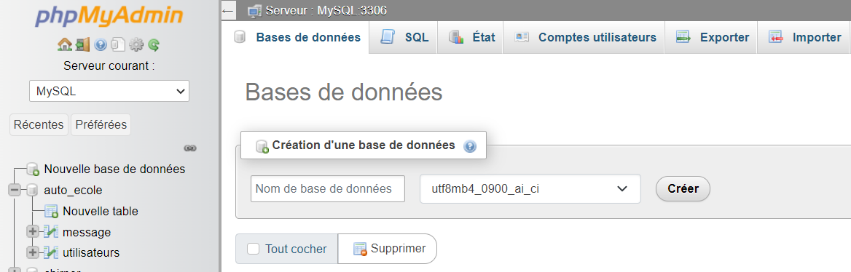 phpMyAdmin
Serveur courant :
MySQL
Récentes Préférées
Nouvelle base de données
auto_ecole
Nouvelle table
message
utilisateurs
Serveur : MySQL:3306
Bases de données SQL État Comptes utilisateurs Exporter Importer
Bases de données
Création d'une base de données
Nom de base de données utf8mb4_0900_ai_ci Créer
Tout cocher Supprimer